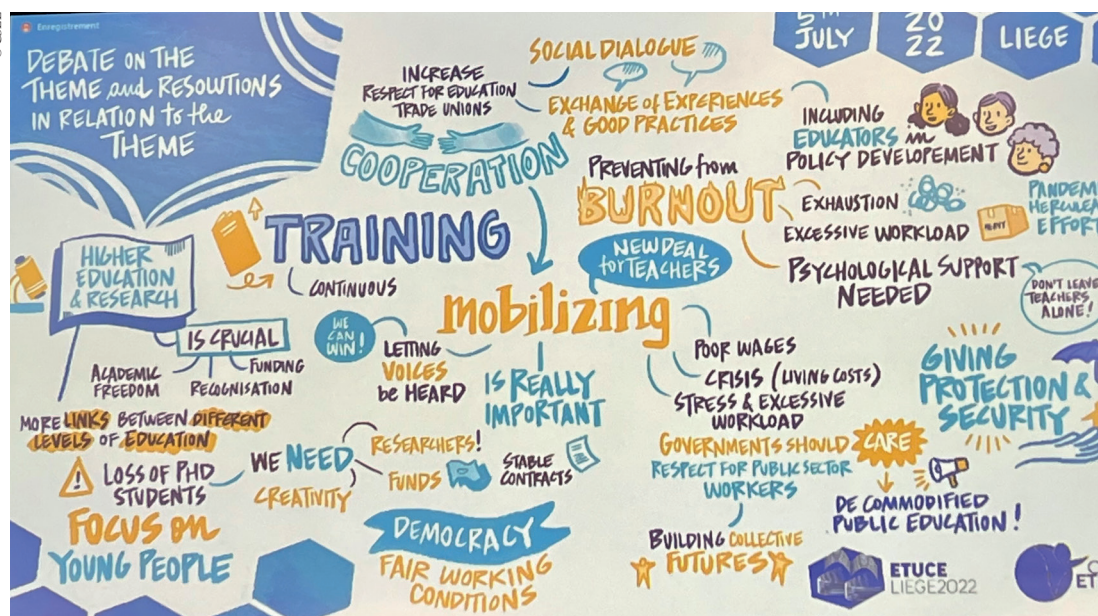 Enregistrement
DEBATE ON THE
THEME and RESOLUTIONS
IN RELATION to the
THEME
5TH
JULY
20
22
LIEGE
SOCIAL DIALOGUE
INCREASE
RESPECT FOR EDUCATION
TRADE UNIONS
EXCHANGE of EXPERIENCES
& GOOD PRACTICES
COOPERATION
INCLUDING
EDUCATORS in
POLICY DEVELOPEMENT
PREVENTING from
BURNOUT
EXHAUSTION
EXCESSIVE WORKLOAD
HEAVY
EFFORT
PSYCHOLOGICAL SUPPORT
NEEDED
DON'T LEAVE
TEACHERS
ALONE!
NEW DEAL
for TEACHERS
TRAINING
CONTINUOUS
HIGHER
EDUCATION
& RESEARCH
IS CRUCIAL
ACADEMIC
FREEDOM
FUNDING
RECOGNISATION
MORE LINKS BETWEEN DIFFERENT
LEVELS of EDUCATION
mobilizing
WE
CAN
WIN!
LETTING
VOICES
be HEARD
IS REALLY
IMPORTANT
POOR WAGES
CRISIS (LIVING COSTS)
STRESS & EXCESSIVE
WORKLOAD
GIVING
PROTECTION &
SECURITY
GOVERNMENTS SHOULD CARE
RESPECT FOR PUBLIC SECTOR
WORKERS
DE COMMODIFIED
PUBLIC EDUCATION!
BUILDING COLLECTIVE
FUTURES
LOSS OF PHD
STUDENTS
WE NEED
CREATIVITY
RESEARCHERS!
FUNDS
STABLE
CONTRACTS
FOCUS on
YOUNG PEOPLE
DEMOCRACY
FAIR WORKING
CONDITIONS
ETUCE
LIEGE2022